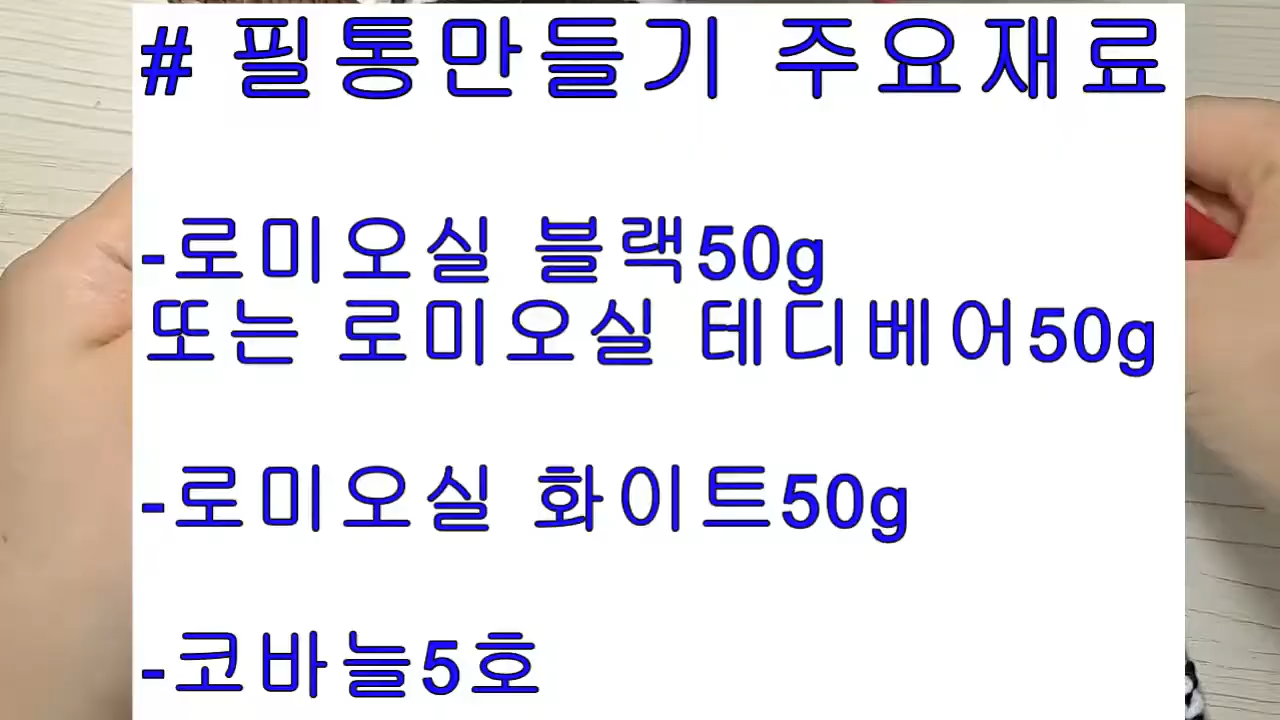 # 필통만들기 주요재료
-로미오실 블랙50g
또는 로미오실 테디베어50g
-로미오실 화이트50g
-코바늘5호